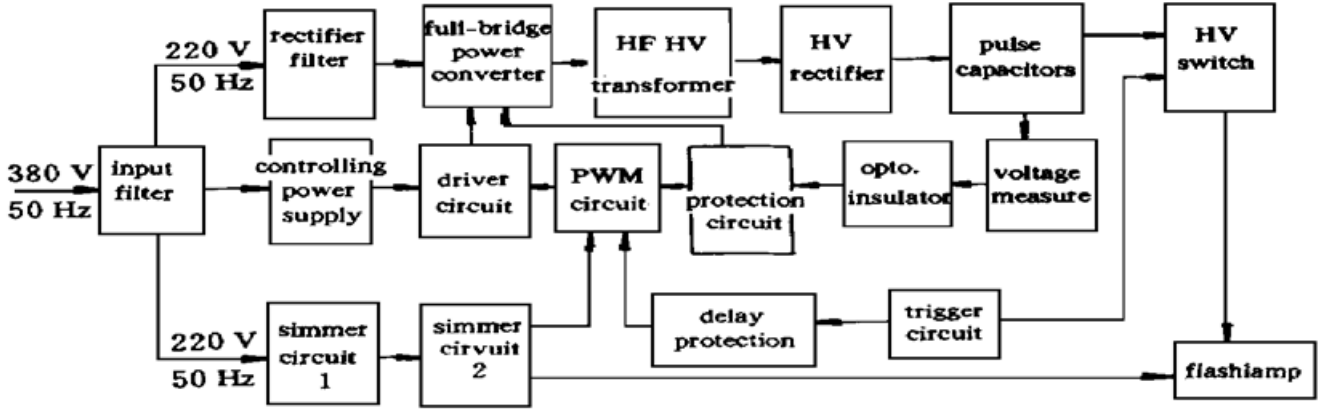 220 V
50 Hz
rectifier
filter
full-bridge
power
converter
HF HV
transformer
HV
rectifier
pulse
capacitors
HV
switch
380 V
50 Hz
input
filter
controlling
power
supply
driver
circuit
PWM
circuit
protection
circuit
opto.
insulator
voltage
measure
220 V
50 Hz
simmer
circuit
1
simmer
cirvuit
2
delay
protection
trigger
circuit
flashlamp